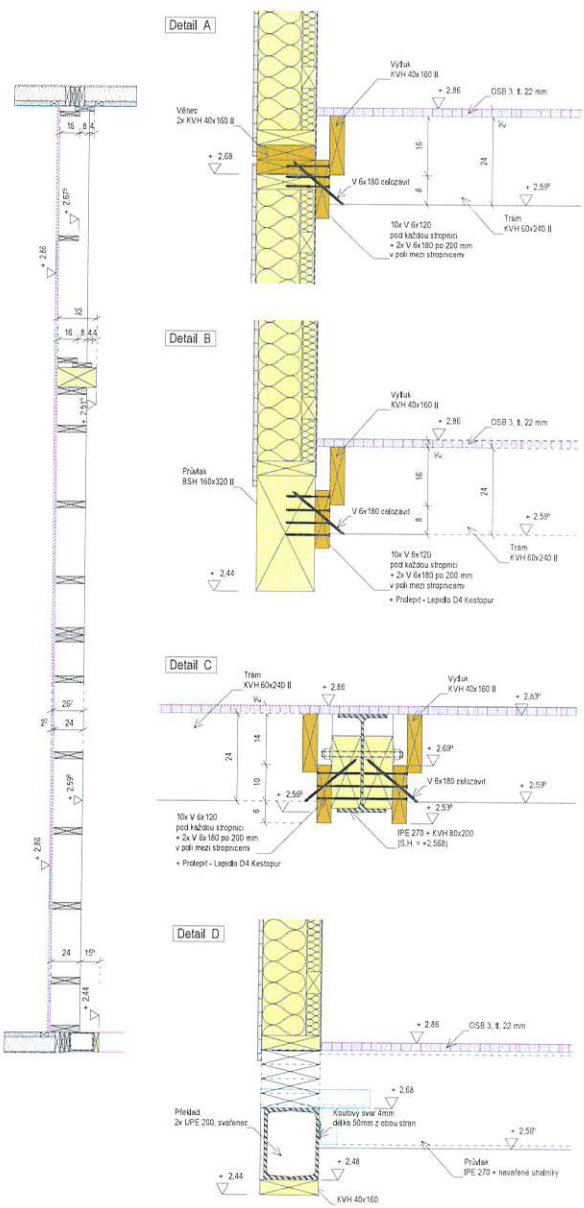 Detail A
Výtluk
KVH 40x160 II
+ 2,86
OSB 3, tl. 22 mm
Věnec
2x KVH 40x160 II
+ 2,68
16
8
24
V 6x180 celozávit
10x V 6x120
pod každou stropnicí
+ 2x V 6x180 po 200 mm
v poli mezi stropnicemi
Trám
KVH 60x240 II
Detail B
Výtluk
KVH 40x160 II
+ 2,86
OSB 3, tl. 22 mm
Průvlak
BSH 160x320 II
16
8
24
V 6x180 celozávit
+ 2,44
10x V 6x120
pod každou stropnicí
+ 2x V 6x180 po 200 mm
v poli mezi stropnicemi
+ Prolepit - Lepidlo D4 Kestopur
Trám
KVH 60x240 II
Detail C
Trám
KVH 60x240 II
+ 2,86
Výtluk
KVH 40x160 II
24
14
10
6
V 6x180 celozávit
10x V 6x120
pod každou stropnicí
+ 2x V 6x180 po 200 mm
v poli mezi stropnicemi
+ Prolepit - Lepidlo D4 Kestopur
IPE 270 + KVH 80x200
(S.H. = +2,568)
Detail D
+ 2,86
OSB 3, tl. 22 mm
+ 2,68
Překlad
2x UPE 200, svařenec
Koutový svar 4mm
délka 50mm z obou stran
+ 2,44
+ 2,48
KVH 40x160
Průvlak
IPE 270 + navařené úhelníky
16
8
4
+ 2,86
32
16
8
24
+ 2,86
24
+ 2,44